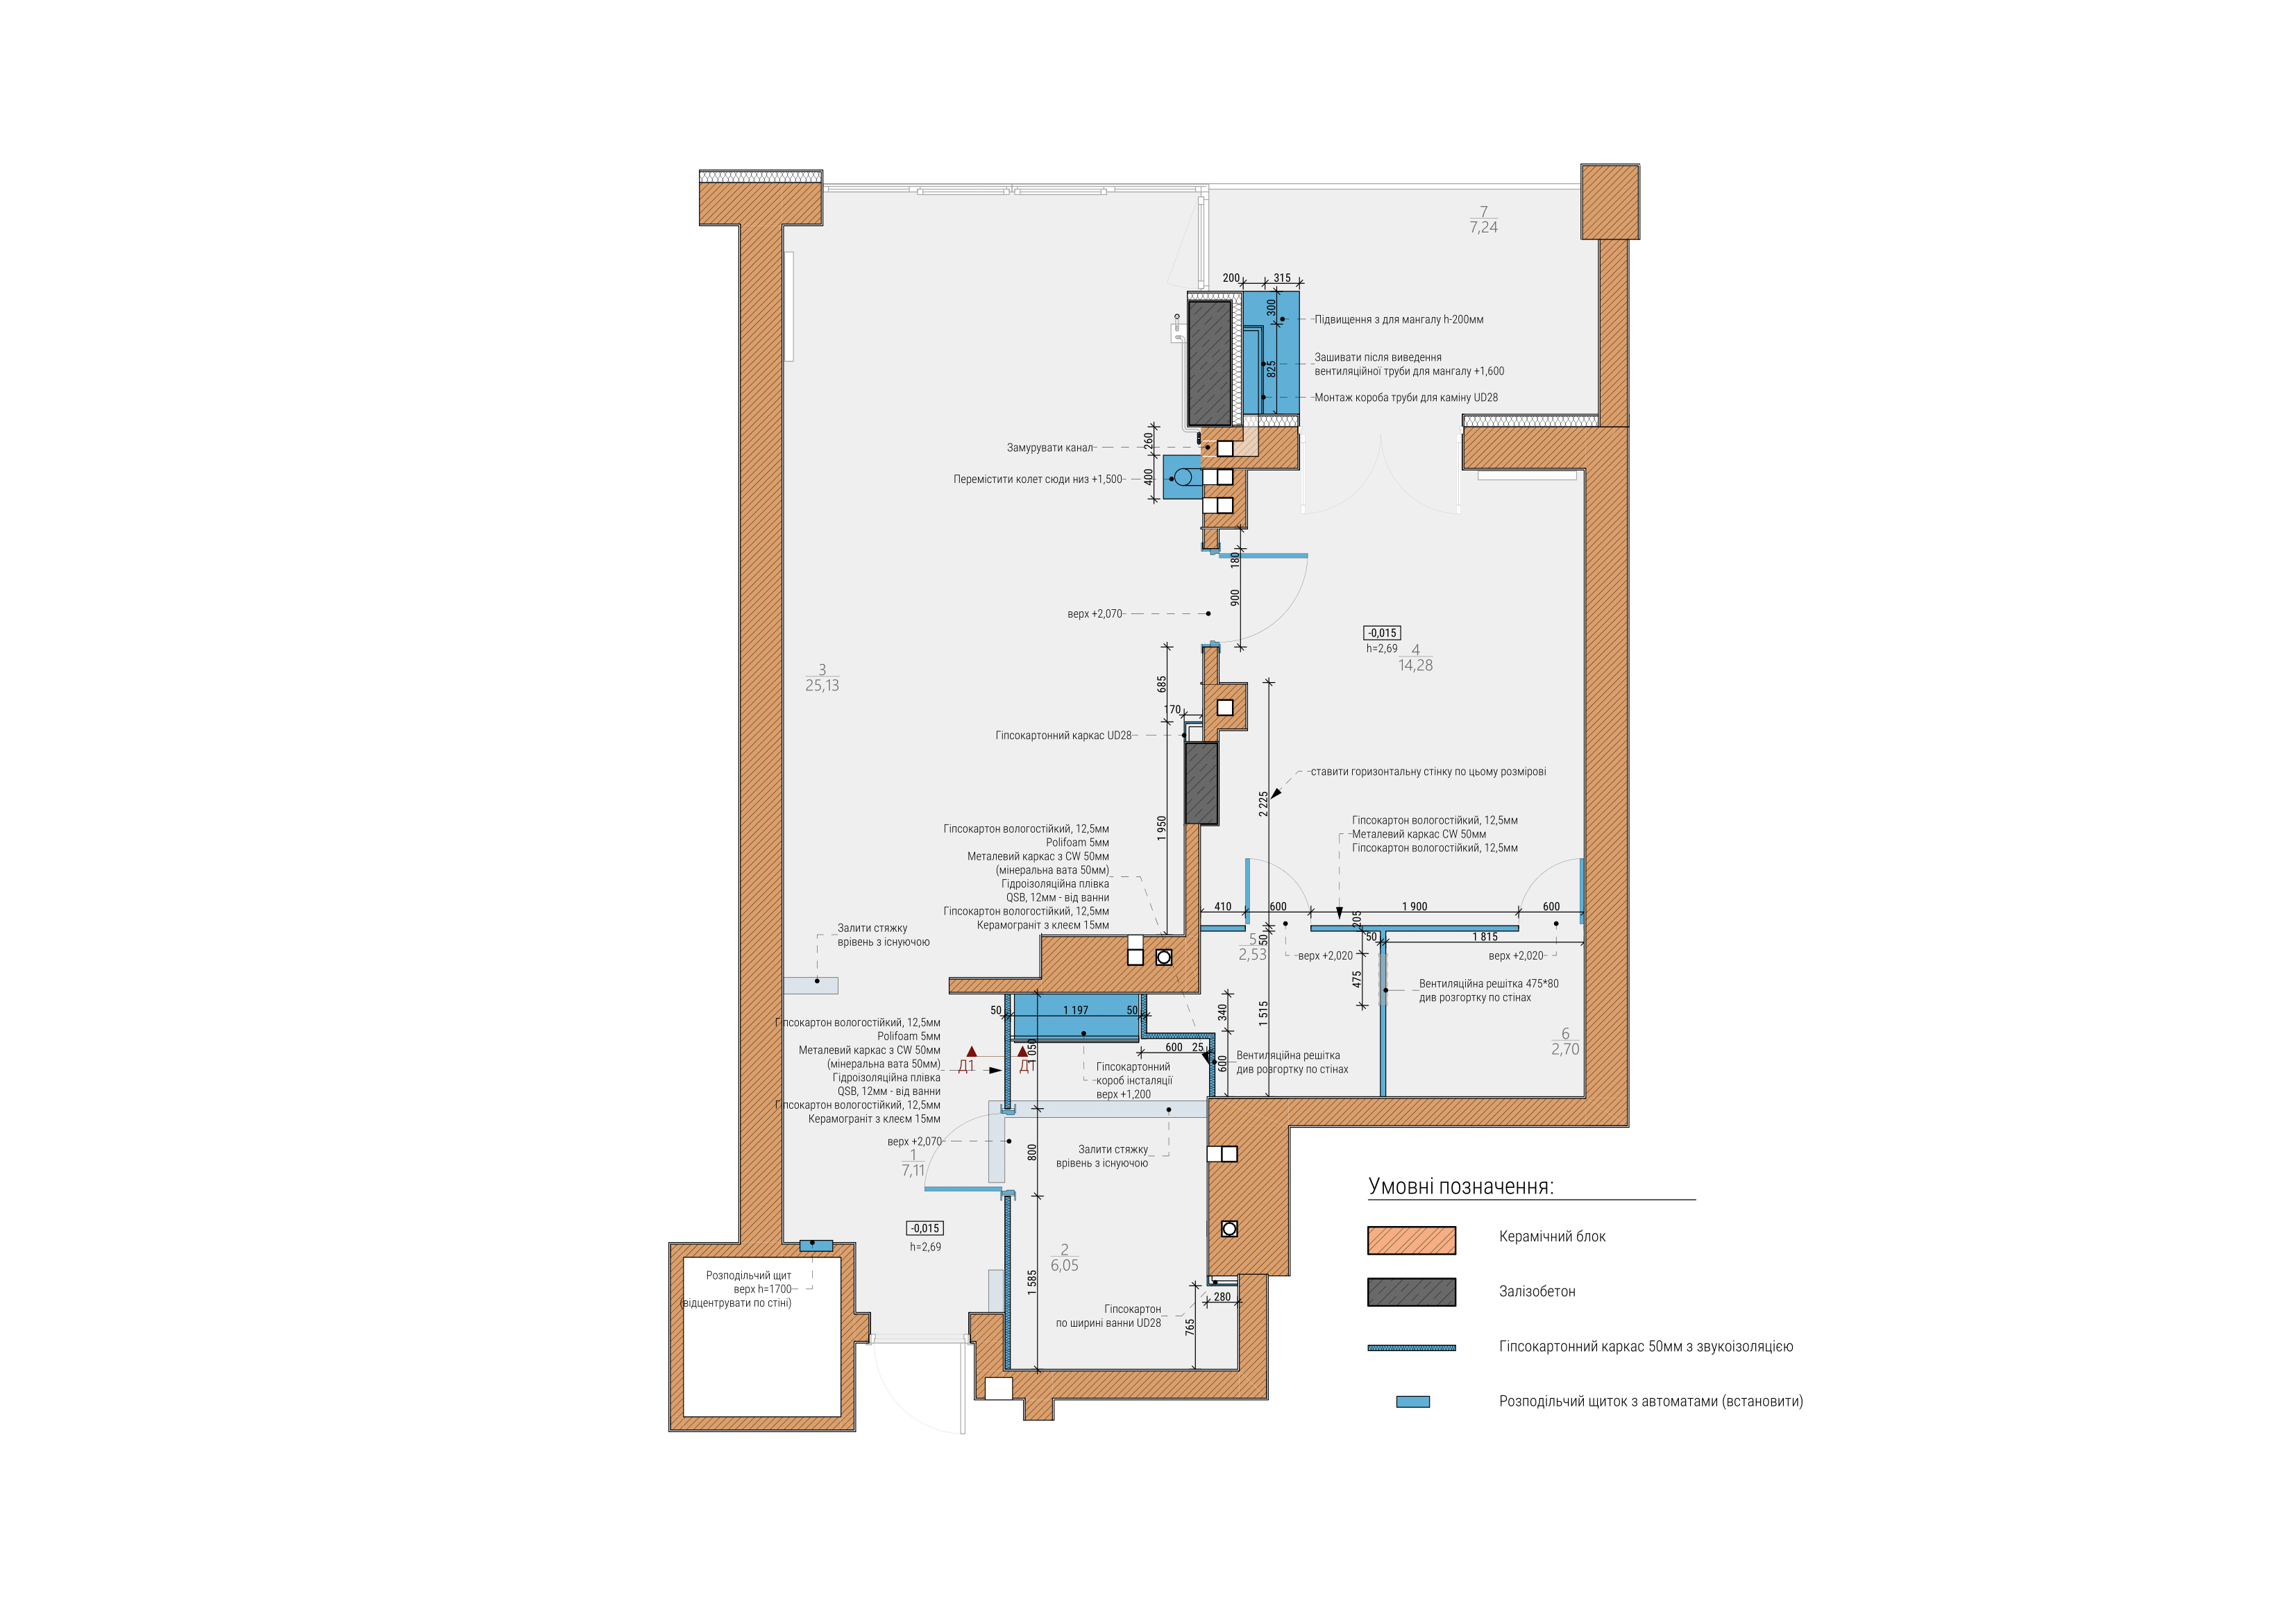 7
7,24
200
315
300
Підвищення з для мангалу h-200мм
Зашивати після виведення
вентиляційної труби для мангалу +1,600
825
Монтаж короба труби для каміну UD28
260
Замурувати канал
400
Перемістити колет сюди низ +1,500
180
900
верх +2,070
-0,015
h=2,69
4
14,28
3
25,13
685
170
Гіпсокартонний каркас UD28
ставити горизонтальну стінку по цьому розмірові
2 225
1 950
Гіпсокартон вологостійкий, 12,5мм
Металевий каркас CW 50мм
Гіпсокартон вологостійкий, 12,5мм
Гіпсокартон вологостійкий, 12,5мм
Polifoam 5мм
Металевий каркас з CW 50мм
(мінеральна вата 50мм)
Гідроізоляційна плівка
QSB, 12мм - від ванни
Гіпсокартон вологостійкий, 12,5мм
Керамограніт з клеєм 15мм
410
600
1 900
600
205
50
50
1 815
5
2,53
верх +2,020
верх +2,020
Залити стяжку
врівень з існуючою
475
Вентиляційна решітка 475*80
див розгортку по стінах
50
1 197
50
340
1 515
Гіпсокартон вологостійкий, 12,5мм
Polifoam 5мм
Металевий каркас з CW 50мм
(мінеральна вата 50мм)
Гідроізоляційна плівка
QSB, 12мм - від ванни
Гіпсокартон вологостійкий, 12,5мм
Керамограніт з клеєм 15мм
Д1
Д1
1 050
600
25
600
Вентиляційна решітка
див розгортку по стінах
6
2,70
Гіпсокартонний
короб інсталяції
верх +1,200
верх +2,070
1
7,11
800
Залити стяжку
врівень з існуючою
-0,015
h=2,69
2
6,05
Розподільчий щит
верх h=1700
(відцентрувати по стіні)
1 585
280
Гіпсокартон
по ширині ванни UD28
765
Умовні позначення:
Керамічний блок
Залізобетон
Гіпсокартонний каркас 50мм з звукоізоляцією
Розподільчий щиток з автоматами (встановити)